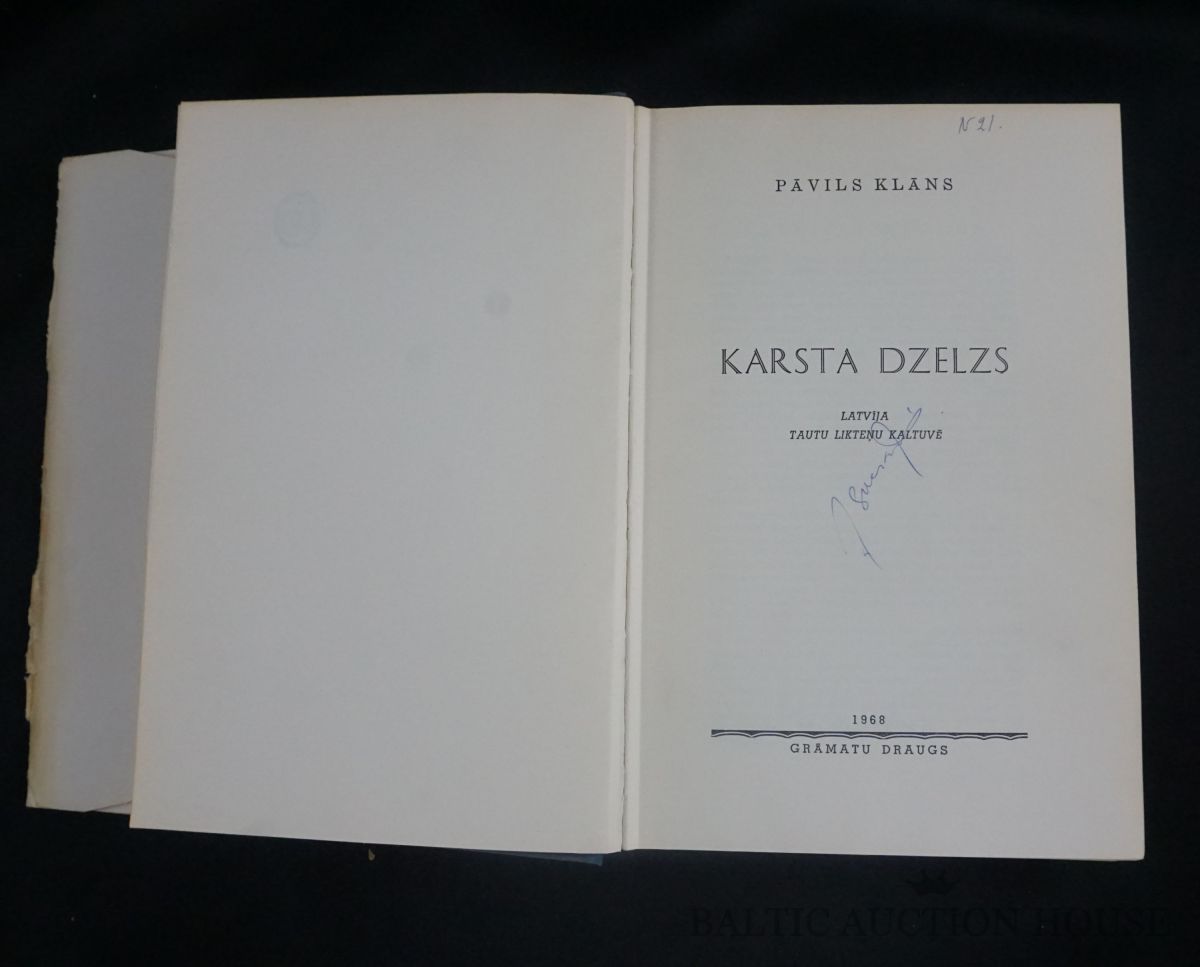 N 21.
PĀVILS KLĀNS
KARSTA DZELZS
LATVIJA
TAUTU LIKTEŅU KALTUVĒ
1968
GRĀMATU DRAUGS
BALTIC AUCTION HOUSE